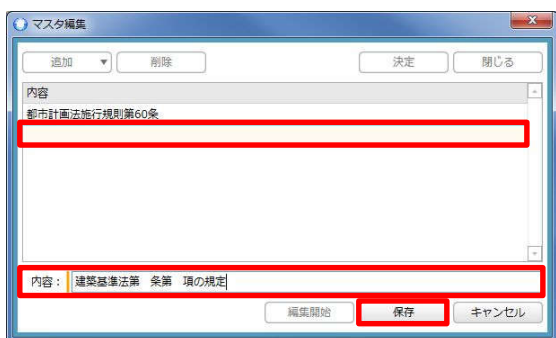 マスタ編集
追加 ▼ 削除 決定 閉じる
内容
都市計画法施行規則第60条
内容： 建築基準法第　条第　項の規定
編集開始 保存 キャンセル